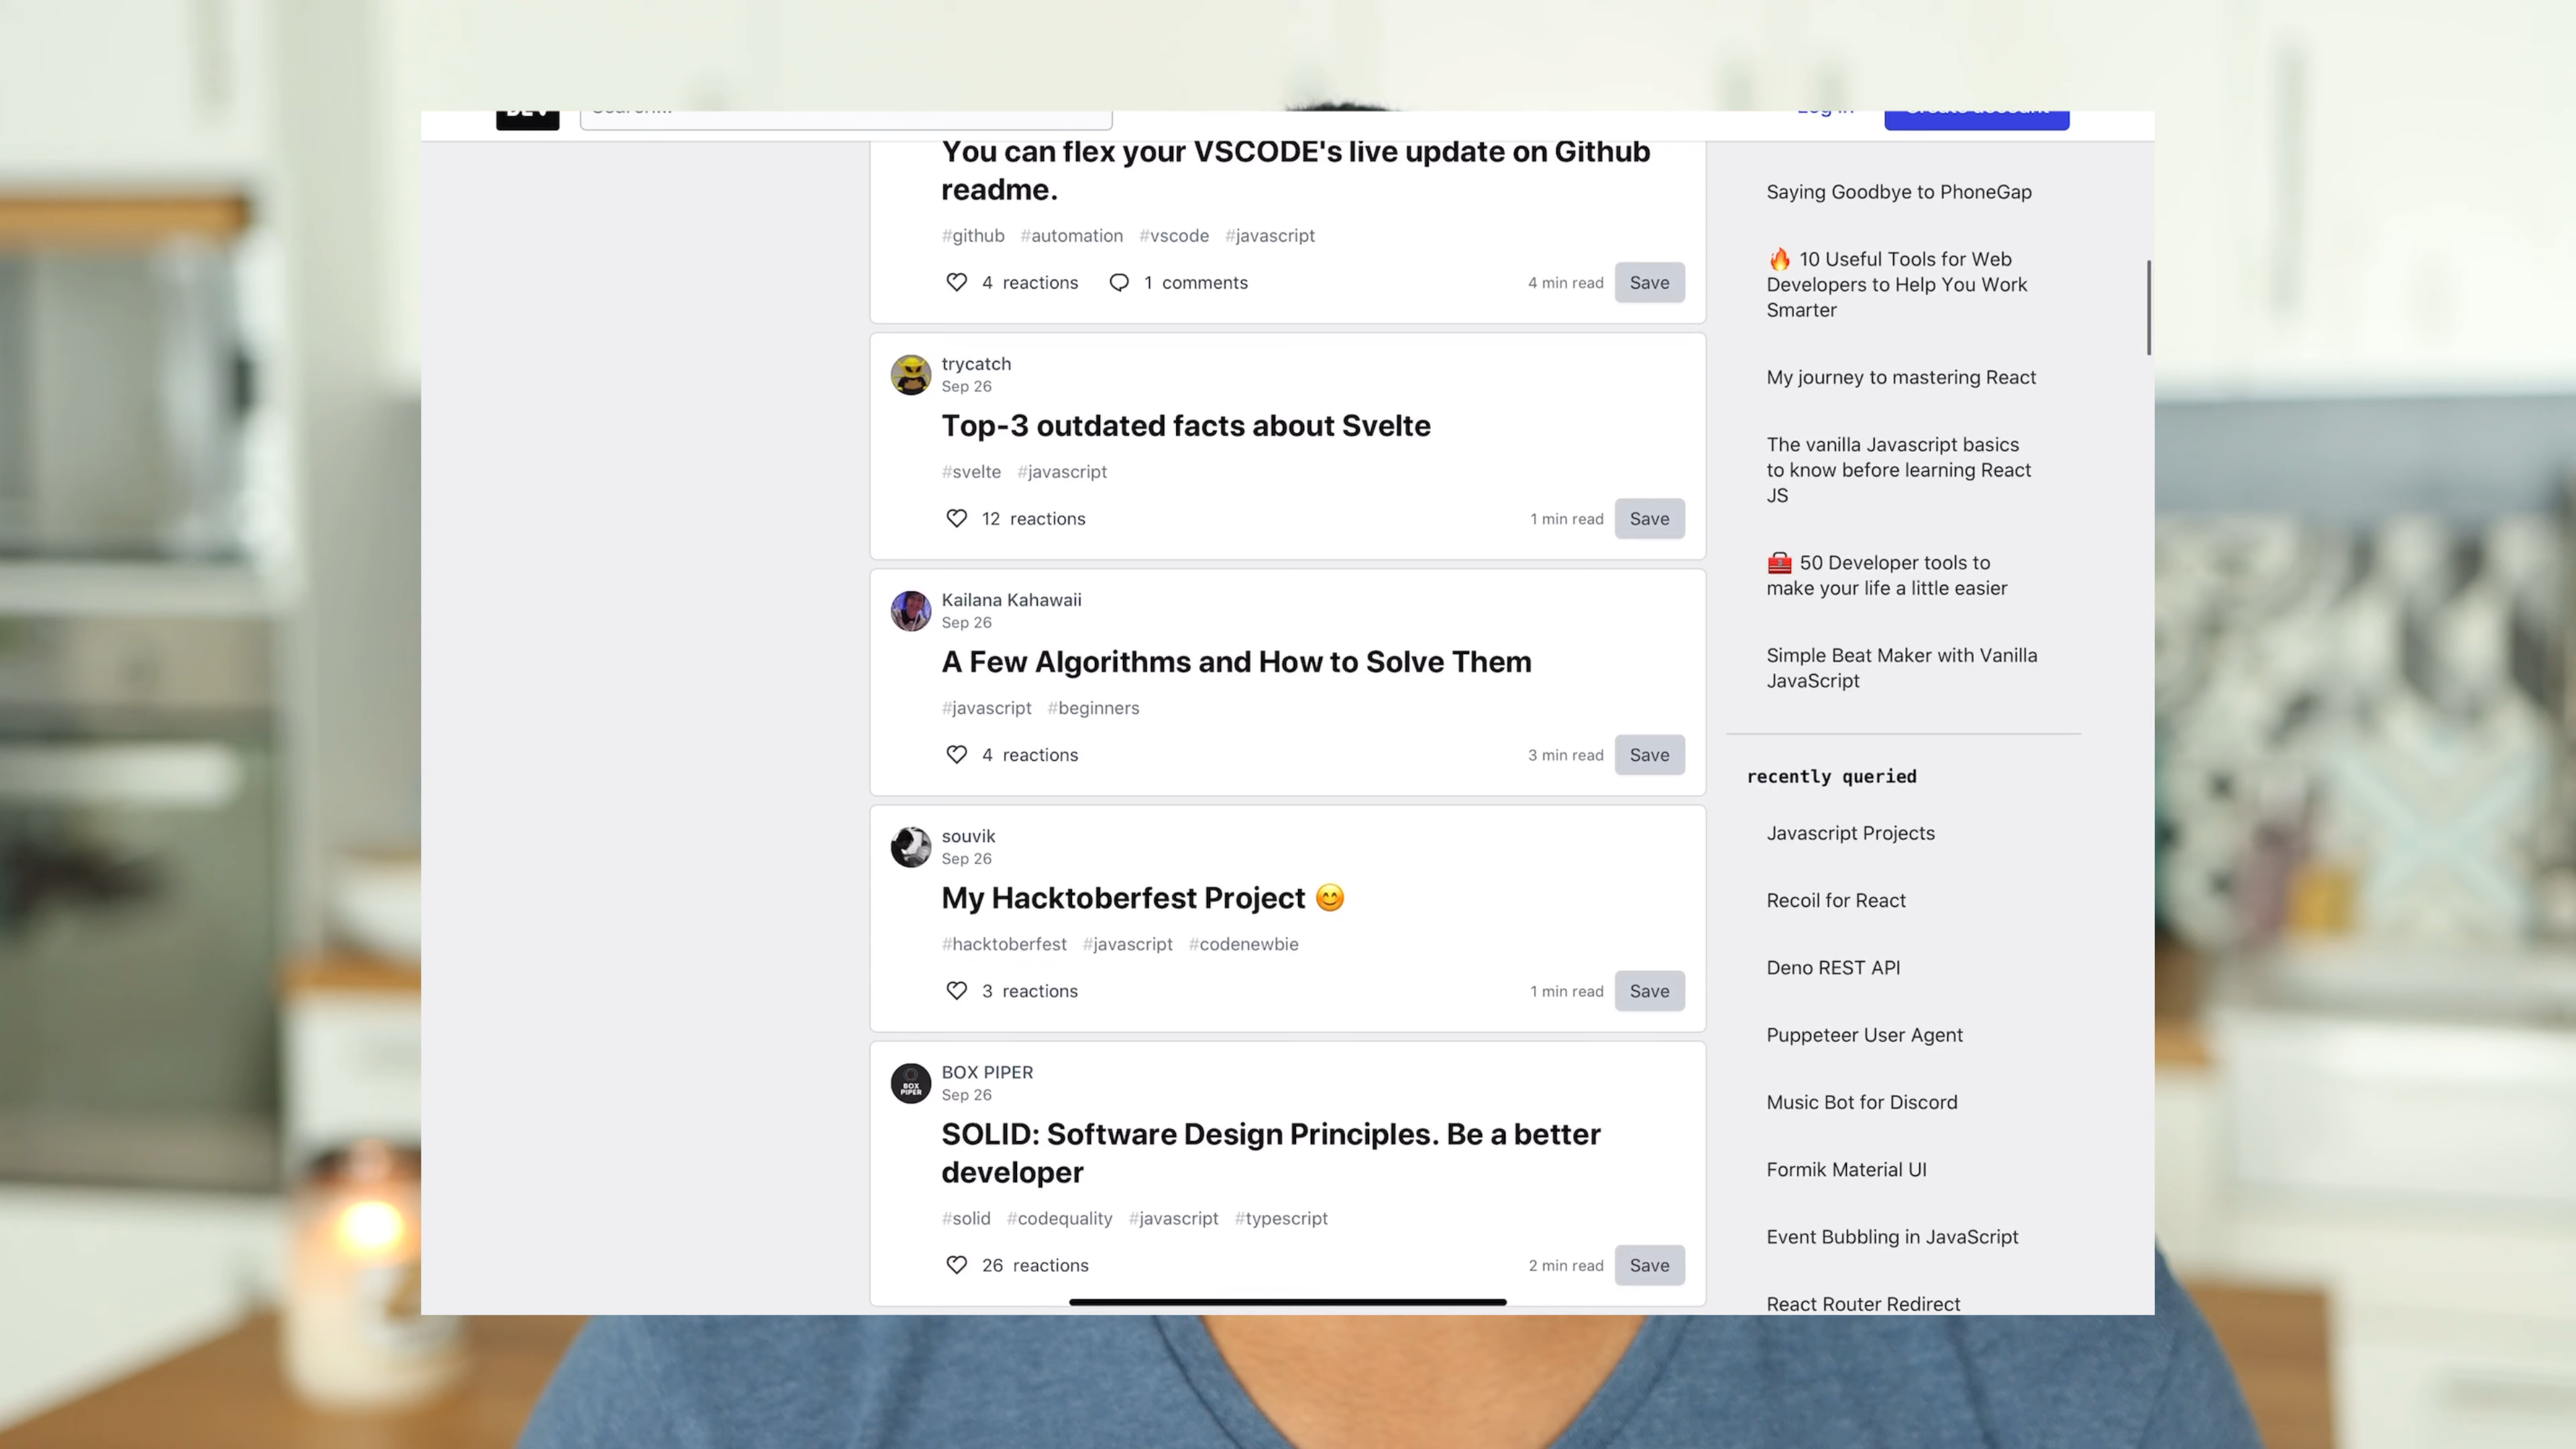 You can flex your VSCODE's live update on Github
readme.
#github #automation #vscode #javascript
4 reactions 1 comments 4 min read Save
trycatch
Sep 26
Top-3 outdated facts about Svelte
#svelte #javascript
12 reactions 1 min read Save
Kailana Kahawaii
Sep 26
A Few Algorithms and How to Solve Them
#javascript #beginners
4 reactions 3 min read Save
souvik
Sep 26
My Hacktoberfest Project 😊
#hacktoberfest #javascript #codenewbie
3 reactions 1 min read Save
BOX PIPER
BOX PIPER
Sep 26
SOLID: Software Design Principles. Be a better
developer
#solid #codequality #javascript #typescript
26 reactions 2 min read Save
Saying Goodbye to PhoneGap
🔥 10 Useful Tools for Web
Developers to Help You Work
Smarter
My journey to mastering React
The vanilla Javascript basics
to know before learning React
JS
🧰 50 Developer tools to
make your life a little easier
Simple Beat Maker with Vanilla
JavaScript
recently queried
Javascript Projects
Recoil for React
Deno REST API
Puppeteer User Agent
Music Bot for Discord
Formik Material UI
Event Bubbling in JavaScript
React Router Redirect